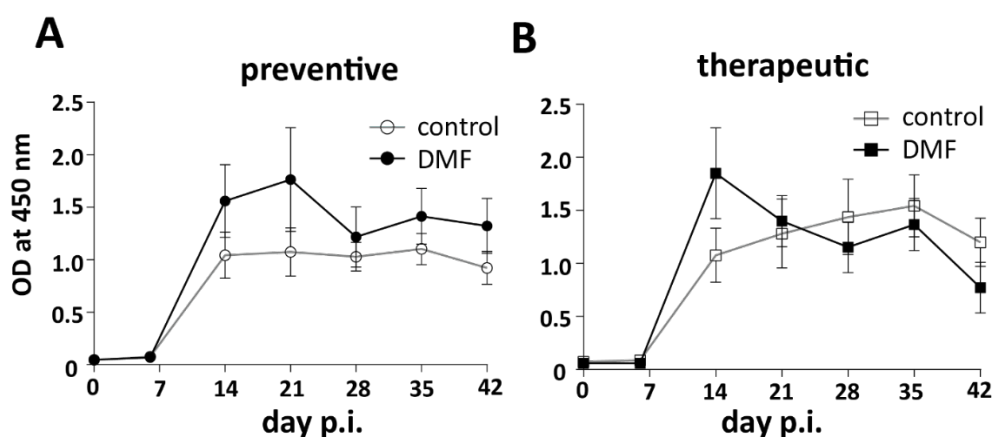 A
preventive
control
DMF
OD at 450 nm
2.5
2.0
1.5
1.0
0.5
0
0 7 14 21 28 35 42
day p.i.
B
therapeutic
control
DMF
2.5
2.0
1.5
1.0
0.5
0
0 7 14 21 28 35 42
day p.i.